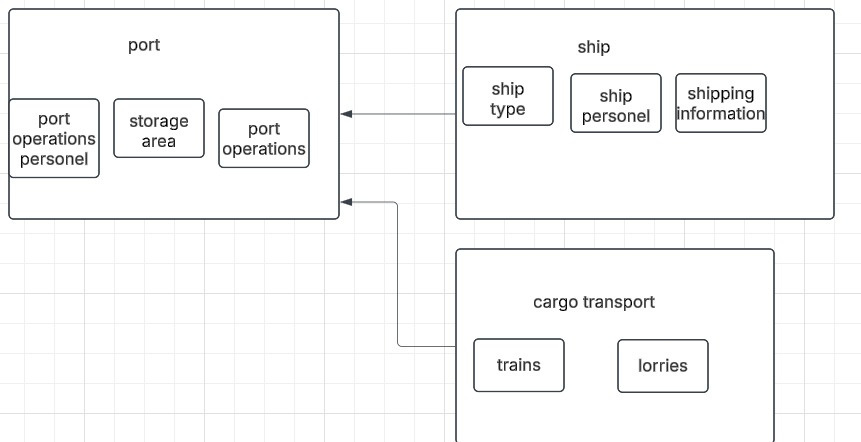 port
port
operations
personel
storage
area
port
operations
ship
ship
type
ship
personel
shipping
information
cargo transport
trains
lorries